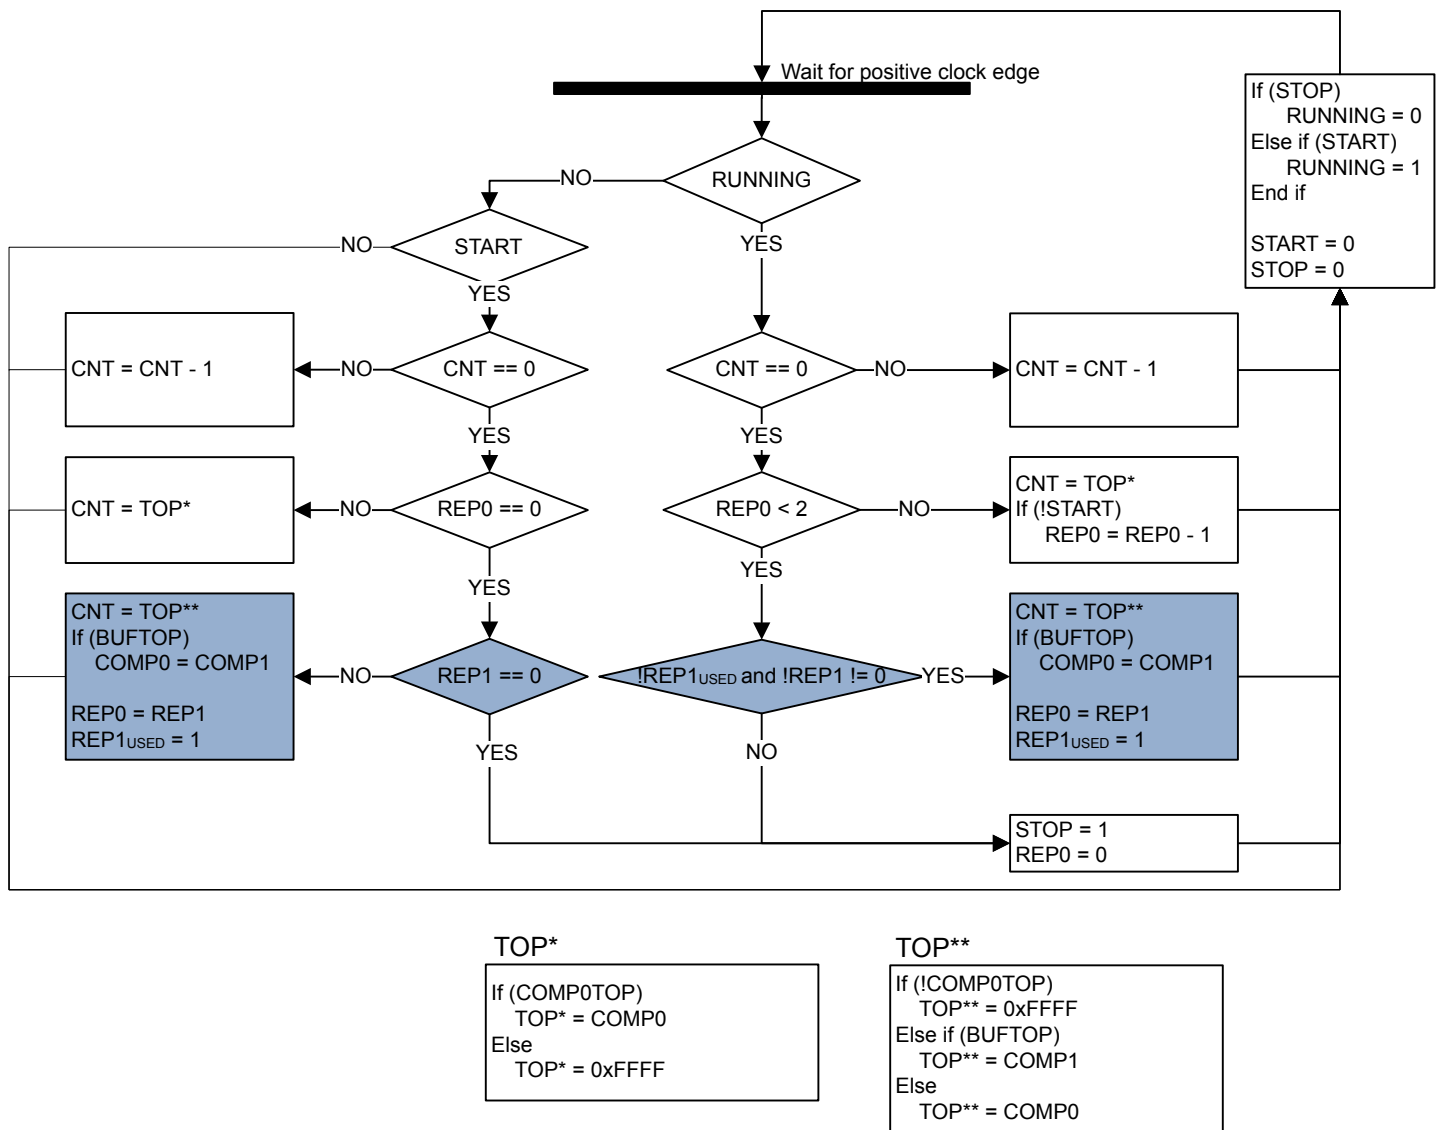 Wait for positive clock edge
If (STOP)
RUNNING = 0
Else if (START)
RUNNING = 1
End if
START = 0
STOP = 0
RUNNING
NO
YES
START
NO
YES
CNT = CNT - 1
NO
CNT == 0
YES
CNT == 0
NO
CNT = CNT - 1
YES
CNT = TOP*
NO
REP0 == 0
YES
REP0 < 2
NO
CNT = TOP*
If (!START)
REP0 = REP0 - 1
YES
CNT = TOP**
If (BUFTOP)
COMP0 = COMP1
REP0 = REP1
REP1USED = 1
NO
REP1 == 0
YES
!REP1USED and !REP1 != 0
YES
NO
CNT = TOP**
If (BUFTOP)
COMP0 = COMP1
REP0 = REP1
REP1USED = 1
STOP = 1
REP0 = 0
TOP*
If (COMP0TOP)
TOP* = COMP0
Else
TOP* = 0xFFFF
TOP**
If (!COMP0TOP)
TOP** = 0xFFFF
Else if (BUFTOP)
TOP** = COMP1
Else
TOP** = COMP0